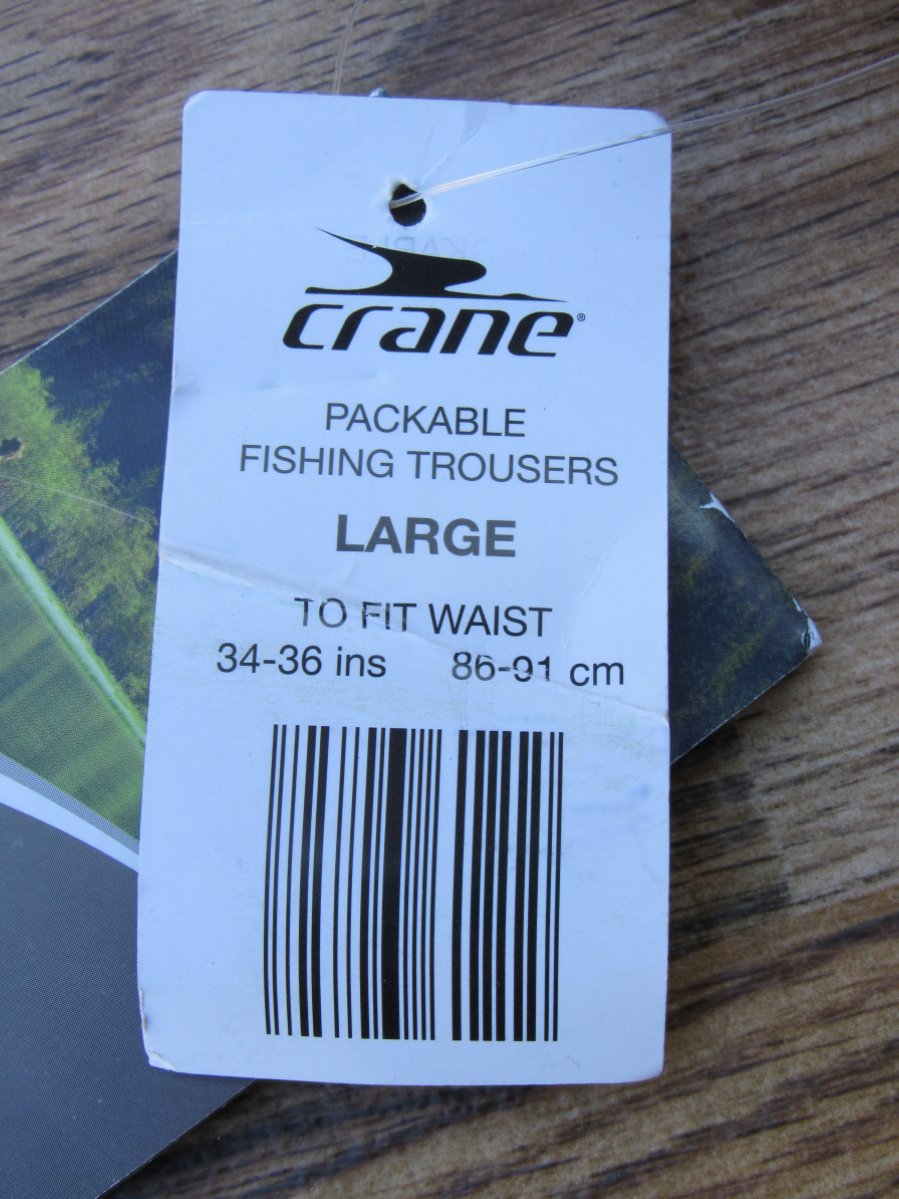 crane®
PACKABLE
FISHING TROUSERS
LARGE
TO FIT WAIST
34-36 ins 86-91 cm